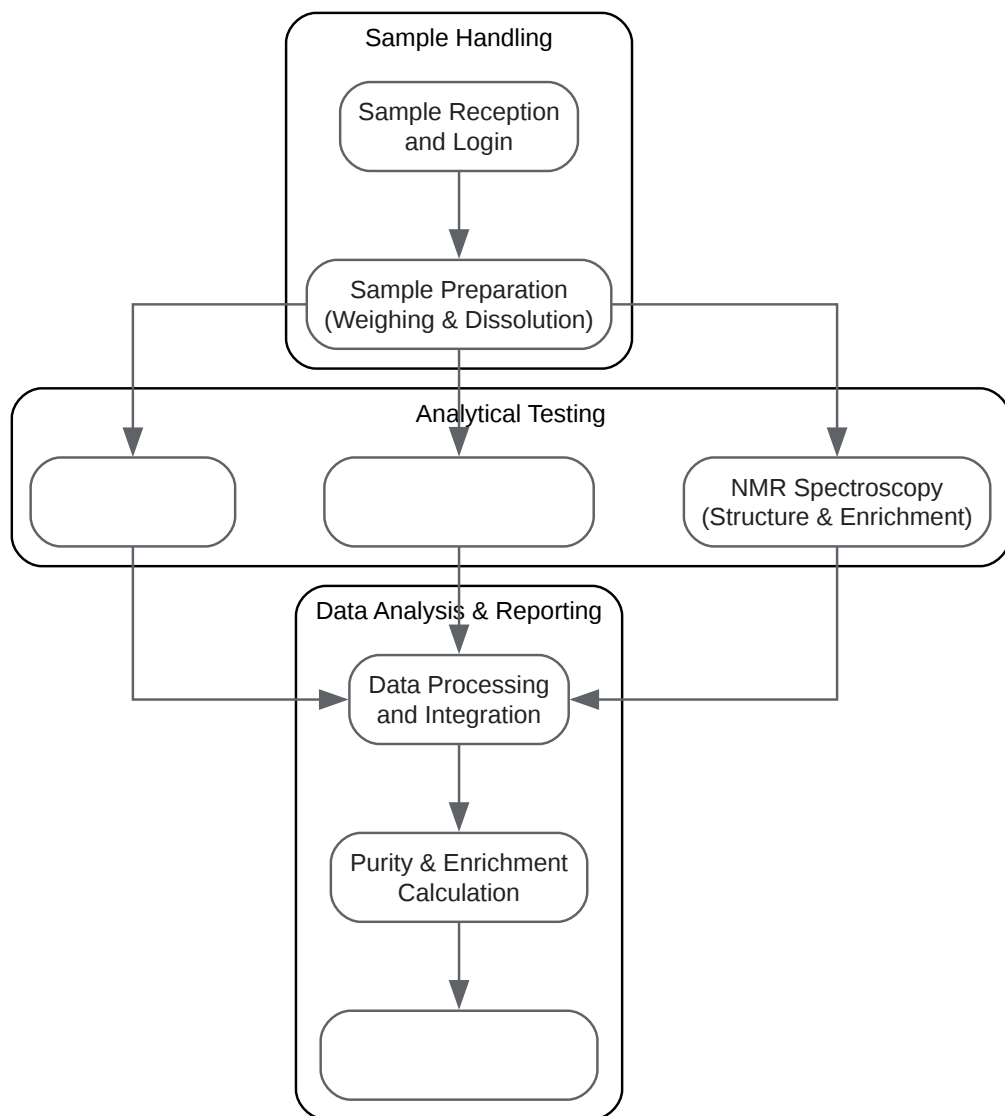 Sample Handling
Sample Reception
and Login
Sample Preparation
(Weighing & Dissolution)
Analytical Testing
NMR Spectroscopy
(Structure & Enrichment)
Data Analysis & Reporting
Data Processing
and Integration
Purity & Enrichment
Calculation